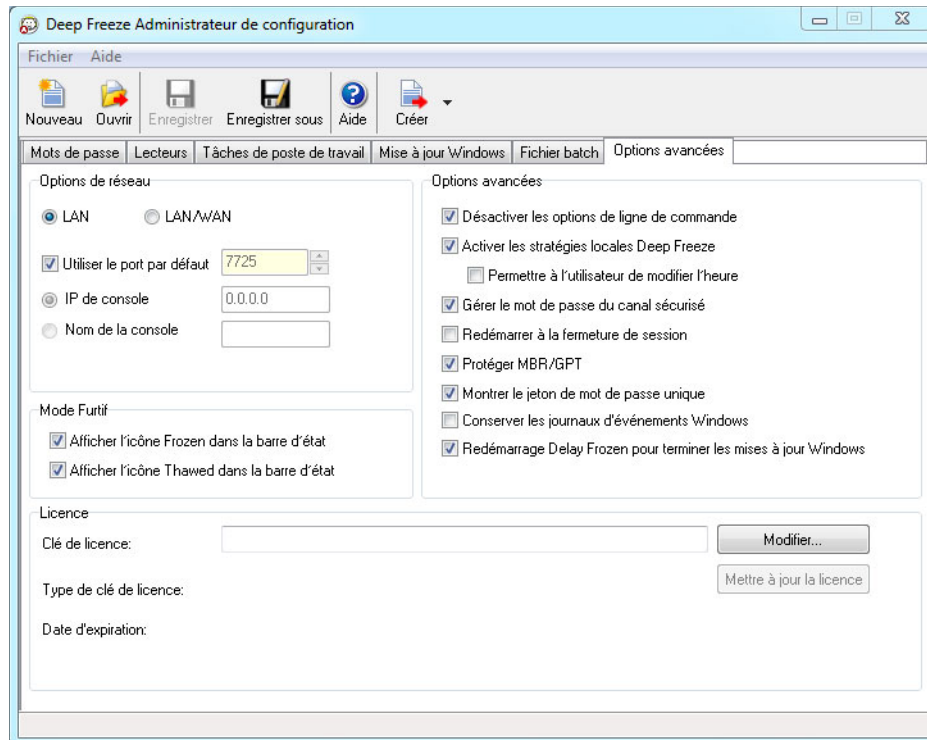 Deep Freeze Administrateur de configuration
Fichier Aide
Nouveau Ouvrir Enregistrer Enregistrer sous Aide Créer
Mots de passe Lecteurs Tâches de poste de travail Mise à jour Windows Fichier batch Options avancées
Options de réseau
LAN LAN/WAN
Utiliser le port par défaut 7725
IP de console 0.0.0.0
Nom de la console
Mode Furtif
Afficher l'icône Frozen dans la barre d'état
Afficher l'icône Thawed dans la barre d'état
Options avancées
Désactiver les options de ligne de commande
Activer les stratégies locales Deep Freeze
Permettre à l'utilisateur de modifier l'heure
Gérer le mot de passe du canal sécurisé
Redémarrer à la fermeture de session
Protéger MBR/GPT
Montrer le jeton de mot de passe unique
Conserver les journaux d'événements Windows
Redémarrage Delay Frozen pour terminer les mises à jour Windows
Licence
Clé de licence:
Modifier...
Mettre à jour la licence
Type de clé de licence:
Date d'expiration: